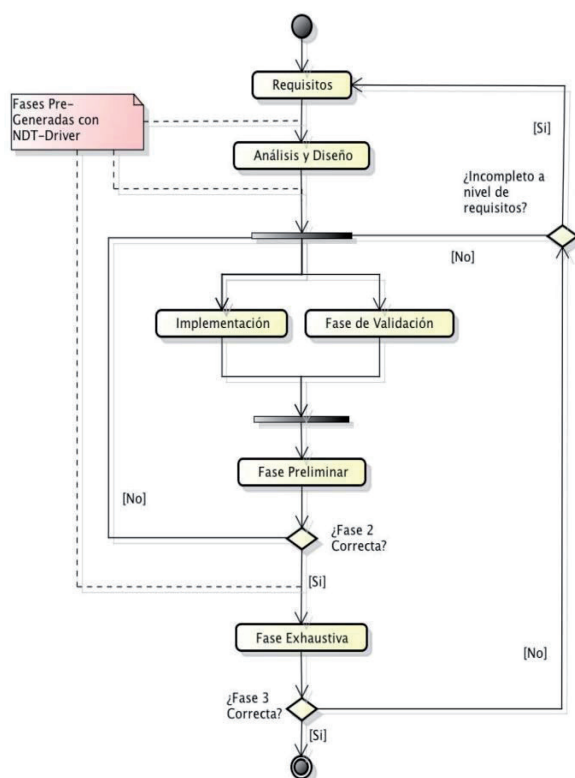 Requisitos
Fases Pre-
Generadas con
NDT-Driver
[Si]
Análisis y Diseño
¿Incompleto a
nivel de
requisitos?
[No]
Implementación
Fase de Validación
Fase Preliminar
[No]
¿Fase 2
Correcta?
[Si]
Fase Exhaustiva
[No]
¿Fase 3
Correcta?
[Si]